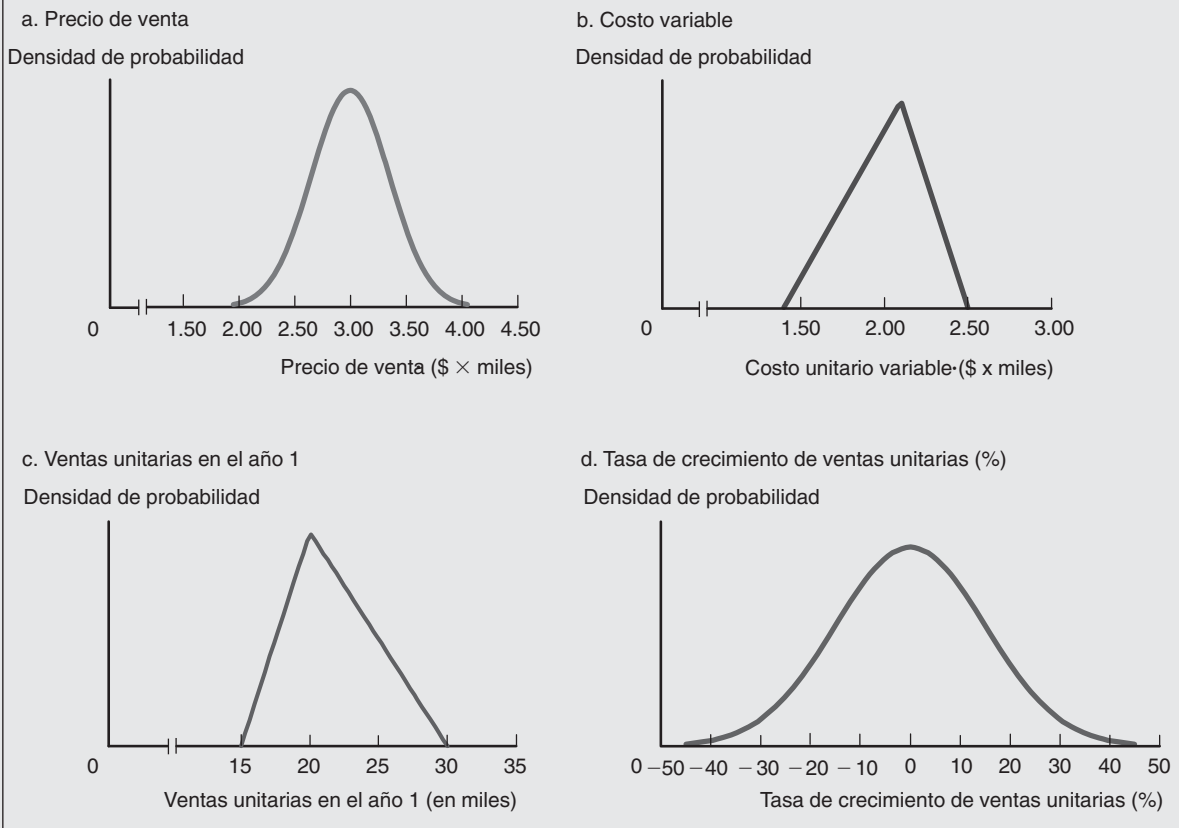 a. Precio de venta
Densidad de probabilidad
0 1.50 2.00 2.50 3.00 3.50 4.00 4.50
Precio de venta ($ × miles)
b. Costo variable
Densidad de probabilidad
0 1.50 2.00 2.50 3.00
Costo unitario variable·($ x miles)
c. Ventas unitarias en el año 1
Densidad de probabilidad
0 15 20 25 30 35
Ventas unitarias en el año 1 (en miles)
d. Tasa de crecimiento de ventas unitarias (%)
Densidad de probabilidad
0 −50 −40 −30 −20 −10 0 10 20 30 40 50
Tasa de crecimiento de ventas unitarias (%)